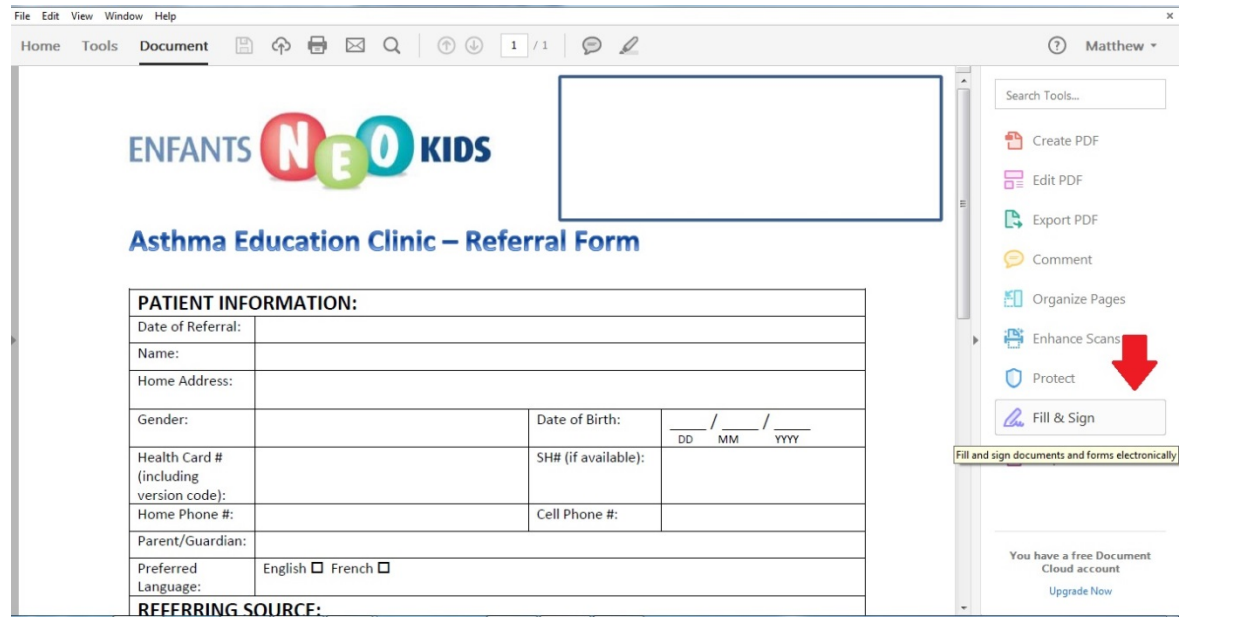 File Edit View Window Help
×
Home Tools Document 1 / 1 ? Matthew
ENFANTS NEO KIDS
Asthma Education Clinic – Referral Form
PATIENT INFORMATION:
Date of Referral:
Name:
Home Address:
Gender: Date of Birth: ____ / ____ / ____
DD MM YYYY
Health Card # SH# (if available):
(including
version code):
Home Phone #: Cell Phone #:
Parent/Guardian:
Preferred English ☐ French ☐
Language:
REFERRING SOURCE:
Search Tools...
Create PDF
Edit PDF
Export PDF
Comment
Organize Pages
Enhance Scans
Protect
Fill & Sign
Fill and sign documents and forms electronically
You have a free Document
Cloud account
Upgrade Now